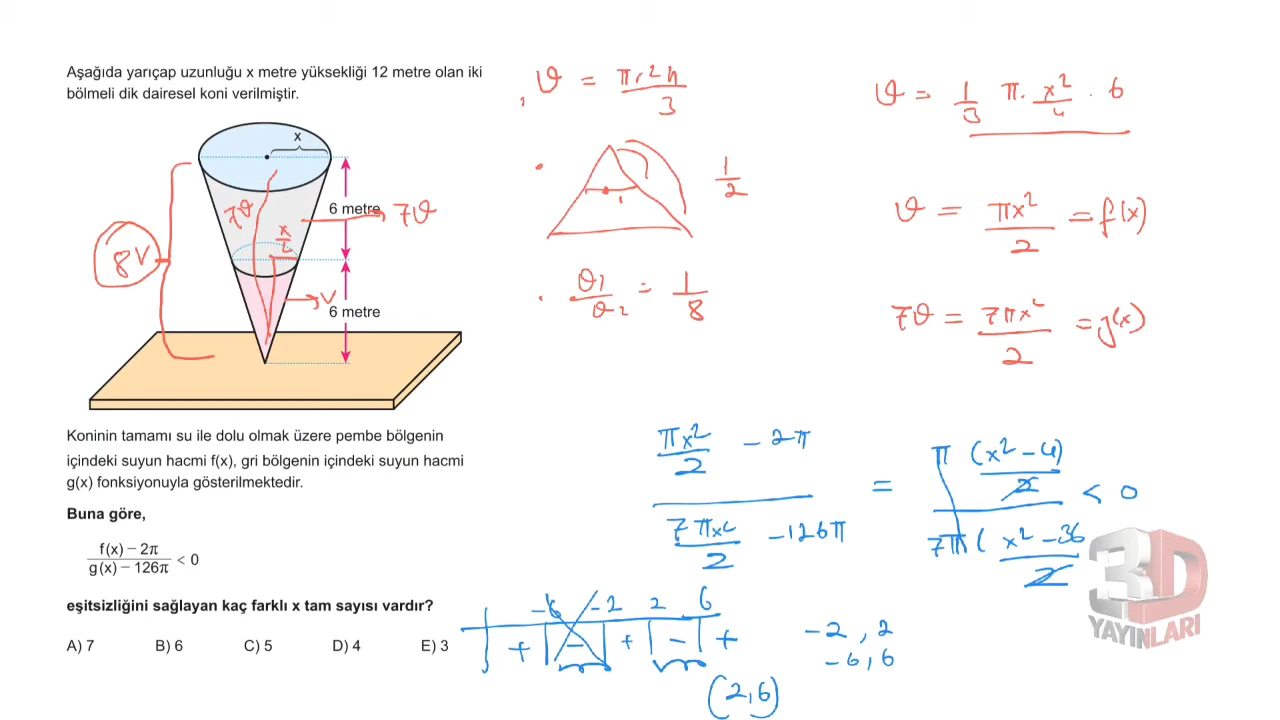 Aşağıda yarıçap uzunluğu x metre yüksekliği 12 metre olan iki
bölmeli dik dairesel koni verilmiştir.
x
6 metre
7ϑ
7ϑ
x/2
8V
V
6 metre
Koninin tamamı su ile dolu olmak üzere pembe bölgenin
içindeki suyun hacmi f(x), gri bölgenin içindeki suyun hacmi
g(x) fonksiyonuyla gösterilmektedir.
Buna göre,
f(x) – 2π
g(x) – 126π
< 0
eşitsizliğini sağlayan kaç farklı x tam sayısı vardır?
A) 7 B) 6 C) 5 D) 4 E) 3
ϑ = πr²h/3
1/2
ϑ1/ϑ2 = 1/8
ϑ = 1/3 π · x²/4 · 6
ϑ = πx²/2 = f(x)
7ϑ = 7πx²/2 = g(x)
πx²/2 – 2π
7πx²/2 – 126π
=
π (x² – 4)/2
7π ( x² – 36/2
< 0
-6 -2 2 6
+ - + - +
-2, 2
-6, 6
(2,6)
3D
YAYINLARI